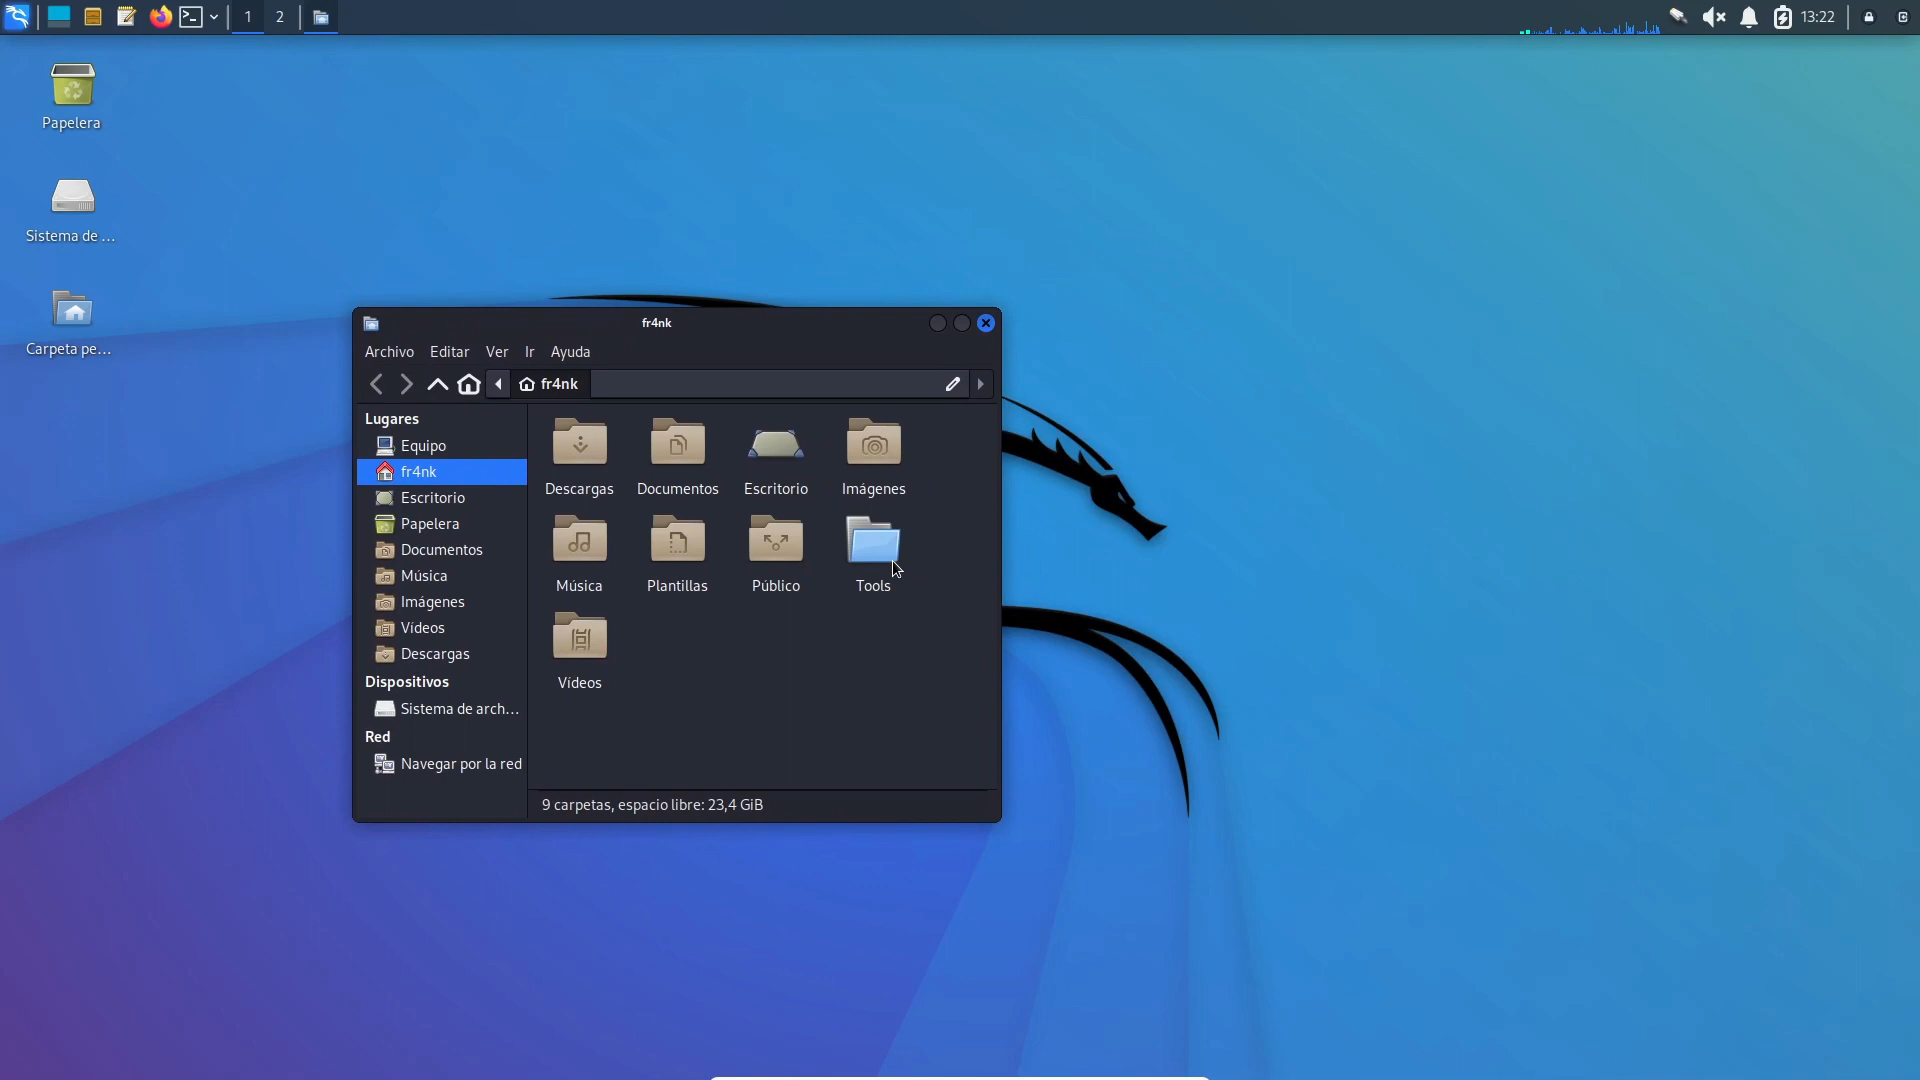 1 2 13:22
Papelera
Sistema de ...
Carpeta pe...
fr4nk
Archivo Editar Ver Ir Ayuda
fr4nk
Lugares
Equipo
fr4nk
Escritorio
Papelera
Documentos
Música
Imágenes
Vídeos
Descargas
Dispositivos
Sistema de arch...
Red
Navegar por la red
Descargas Documentos Escritorio Imágenes
Música Plantillas Público Tools
Vídeos
9 carpetas, espacio libre: 23,4 GiB